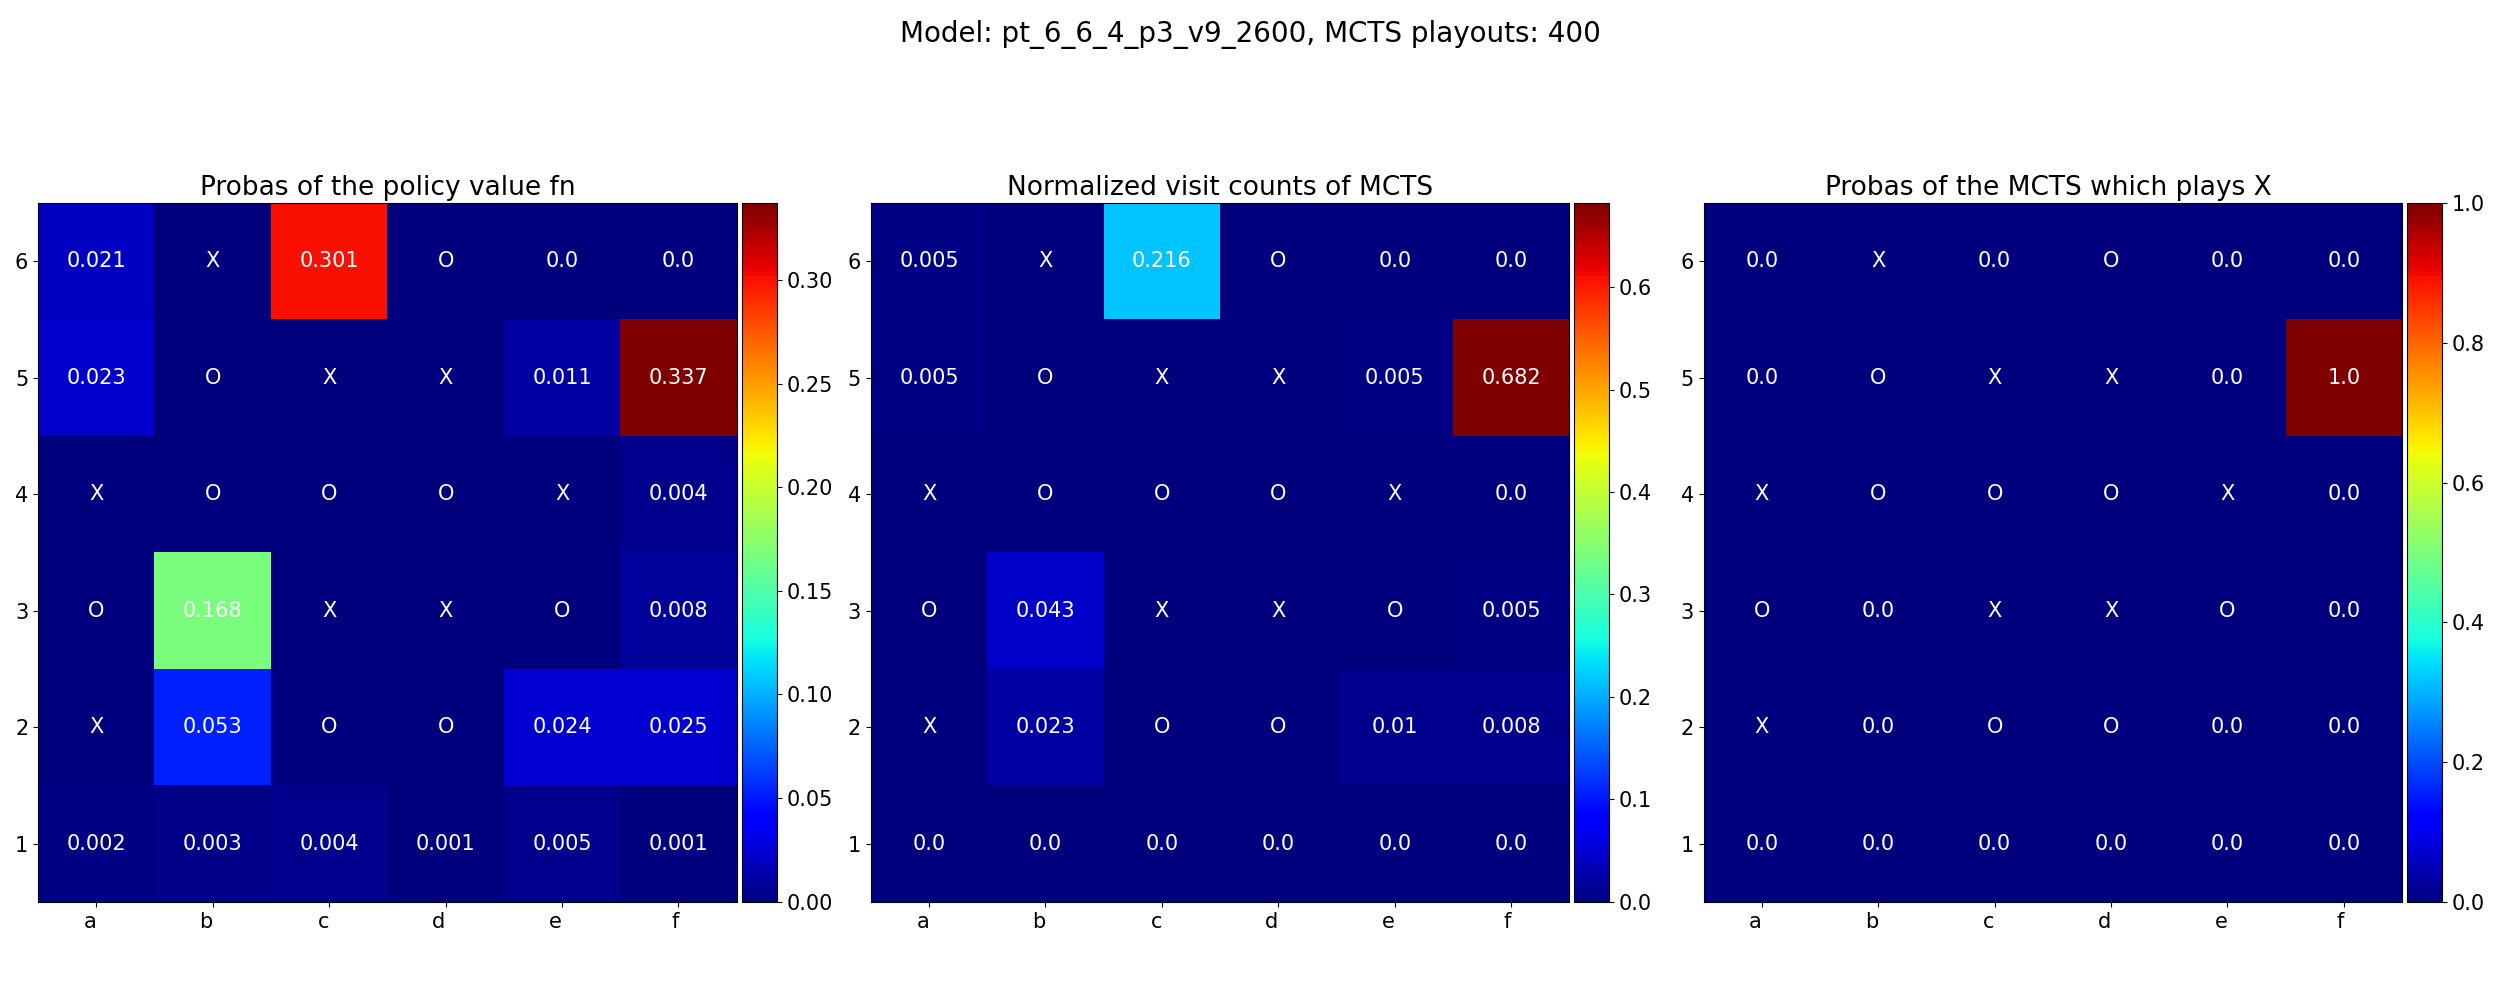 Model: pt_6_6_4_p3_v9_2600, MCTS playouts: 400
Probas of the policy value fn
6 0.021 X 0.301 O 0.0 0.0
5 0.023 O X X 0.011 0.337
4 X O O O X 0.004
3 O 0.168 X X O 0.008
2 X 0.053 O O 0.024 0.025
1 0.002 0.003 0.004 0.001 0.005 0.001
a b c d e f
0.30
0.25
0.20
0.15
0.10
0.05
0.00
Normalized visit counts of MCTS
6 0.005 X 0.216 O 0.0 0.0
5 0.005 O X X 0.005 0.682
4 X O O O X 0.0
3 O 0.043 X X O 0.005
2 X 0.023 O O 0.01 0.008
1 0.0 0.0 0.0 0.0 0.0 0.0
a b c d e f
0.6
0.5
0.4
0.3
0.2
0.1
0.0
Probas of the MCTS which plays X
6 0.0 X 0.0 O 0.0 0.0
5 0.0 O X X 0.0 1.0
4 X O O O X 0.0
3 O 0.0 X X O 0.0
2 X 0.0 O O 0.0 0.0
1 0.0 0.0 0.0 0.0 0.0 0.0
a b c d e f
1.0
0.8
0.6
0.4
0.2
0.0